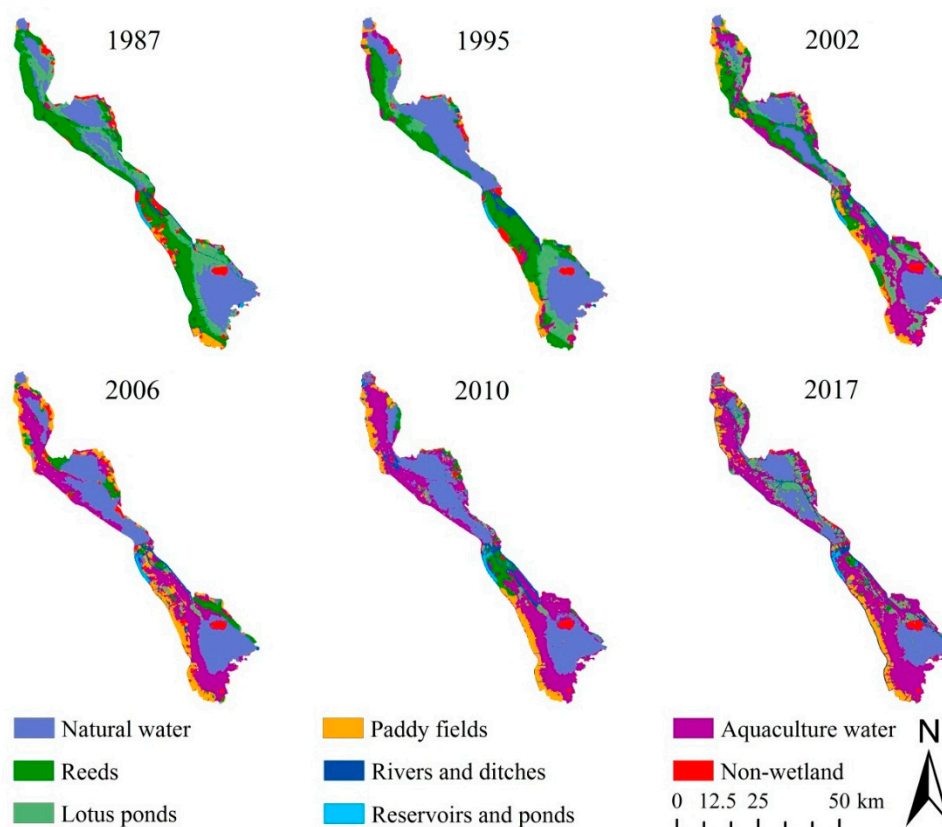 1987 1995 2002
2006 2010 2017
Natural water Paddy fields Aquaculture water
Reeds Rivers and ditches Non-wetland
Lotus ponds Reservoirs and ponds
N
0 12.5 25 50 km